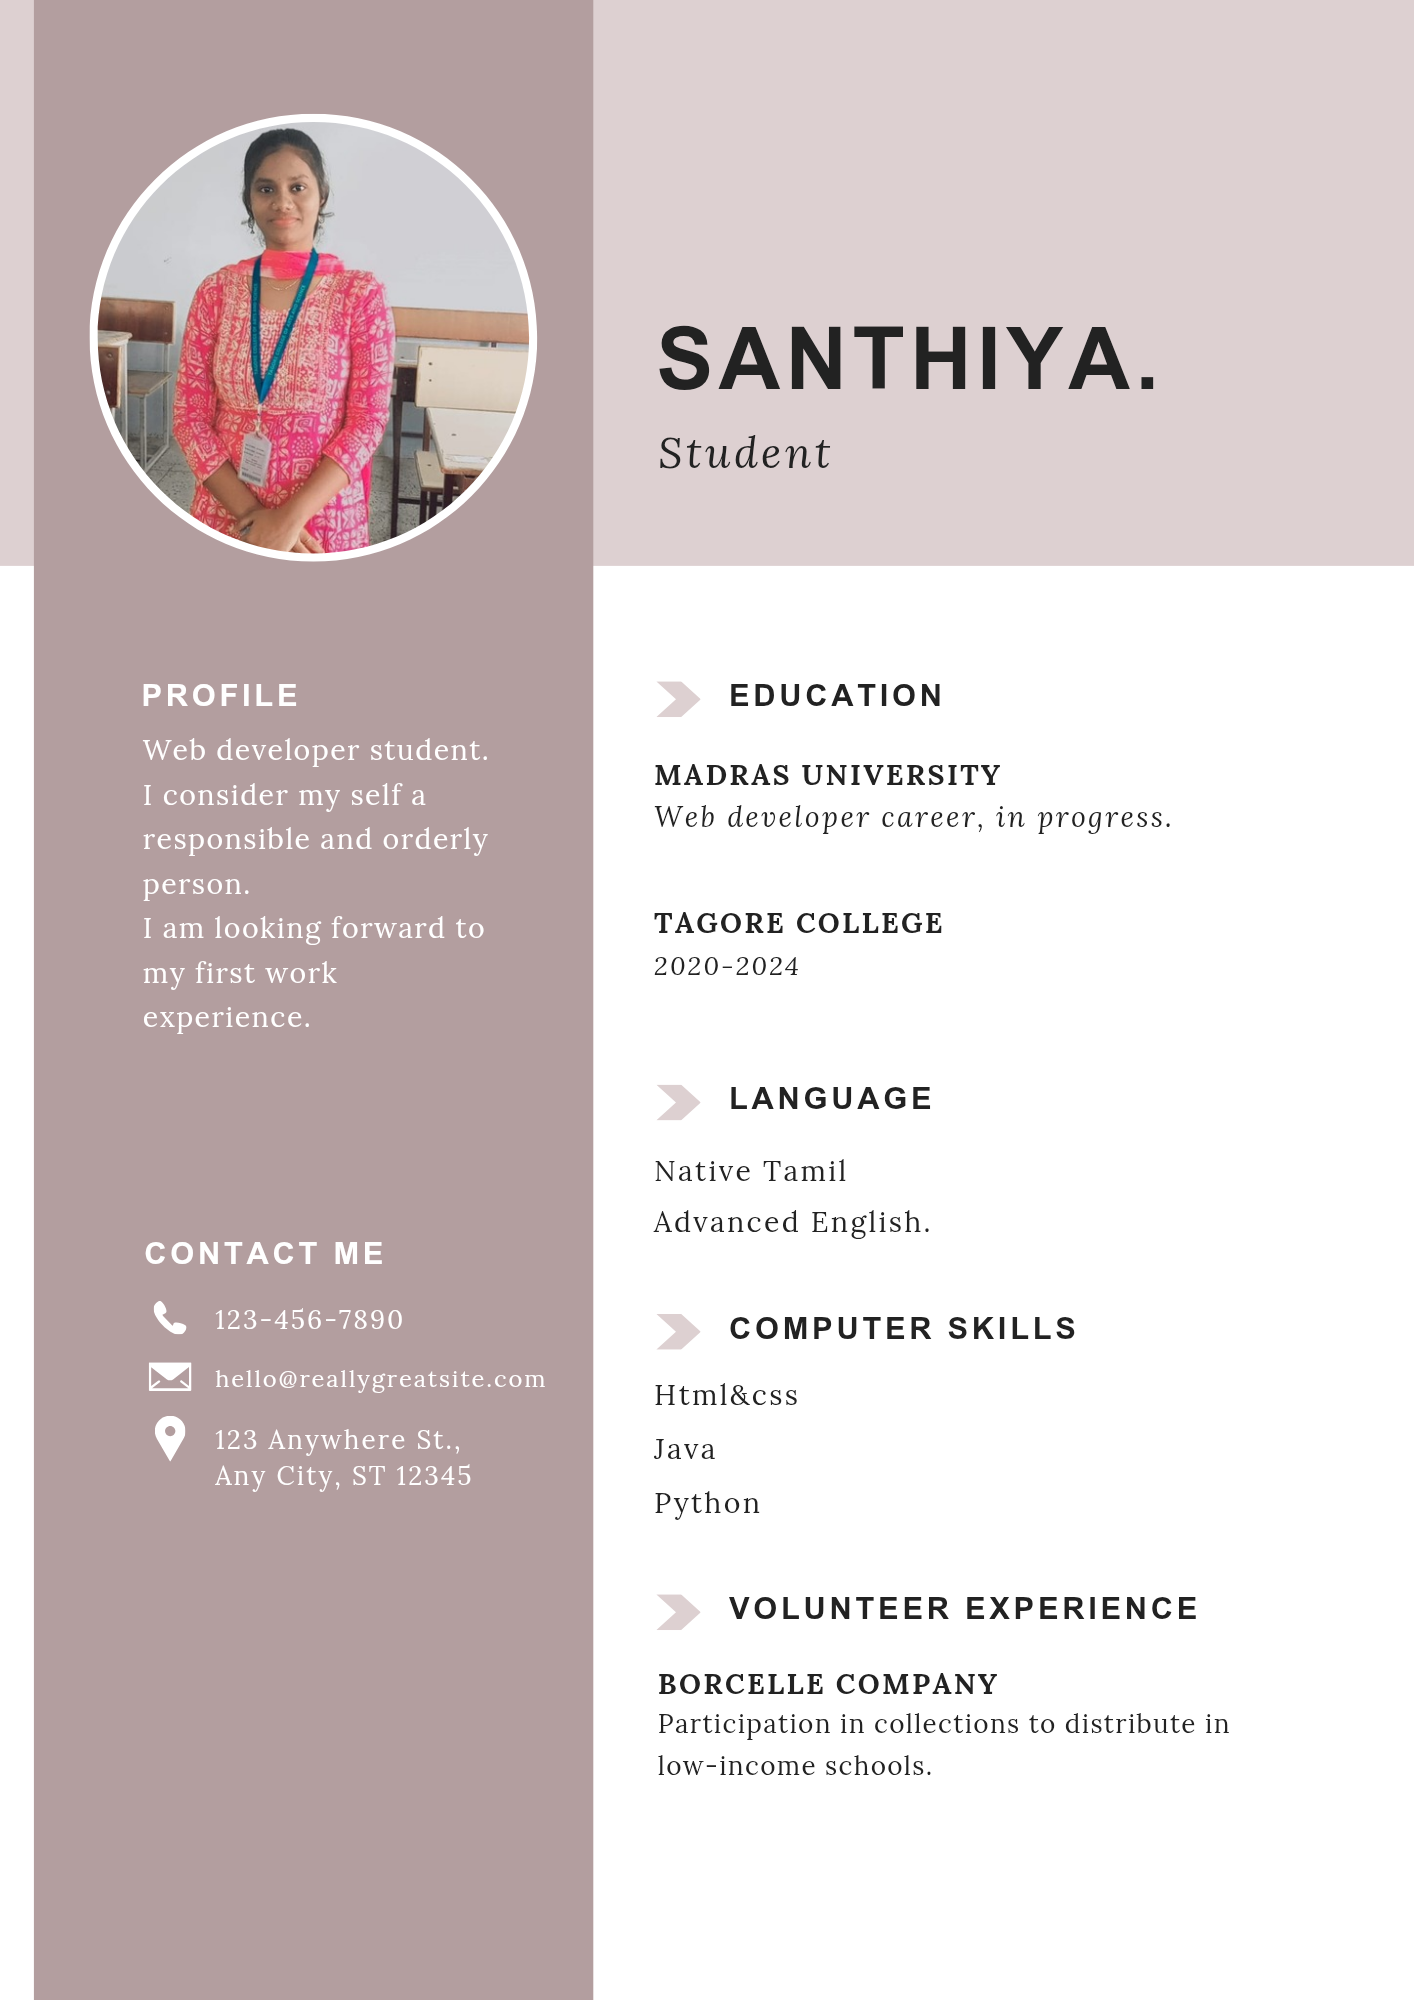 SANTHIYA.
Student
PROFILE
Web developer student.
I consider my self a
responsible and orderly
person.
I am looking forward to
my first work
experience.
CONTACT ME
123-456-7890
hello@reallygreatsite.com
123 Anywhere St.,
Any City, ST 12345
EDUCATION
MADRAS UNIVERSITY
Web developer career, in progress.
TAGORE COLLEGE
2020-2024
LANGUAGE
Native Tamil
Advanced English.
COMPUTER SKILLS
Html&css
Java
Python
VOLUNTEER EXPERIENCE
BORCELLE COMPANY
Participation in collections to distribute in
low-income schools.